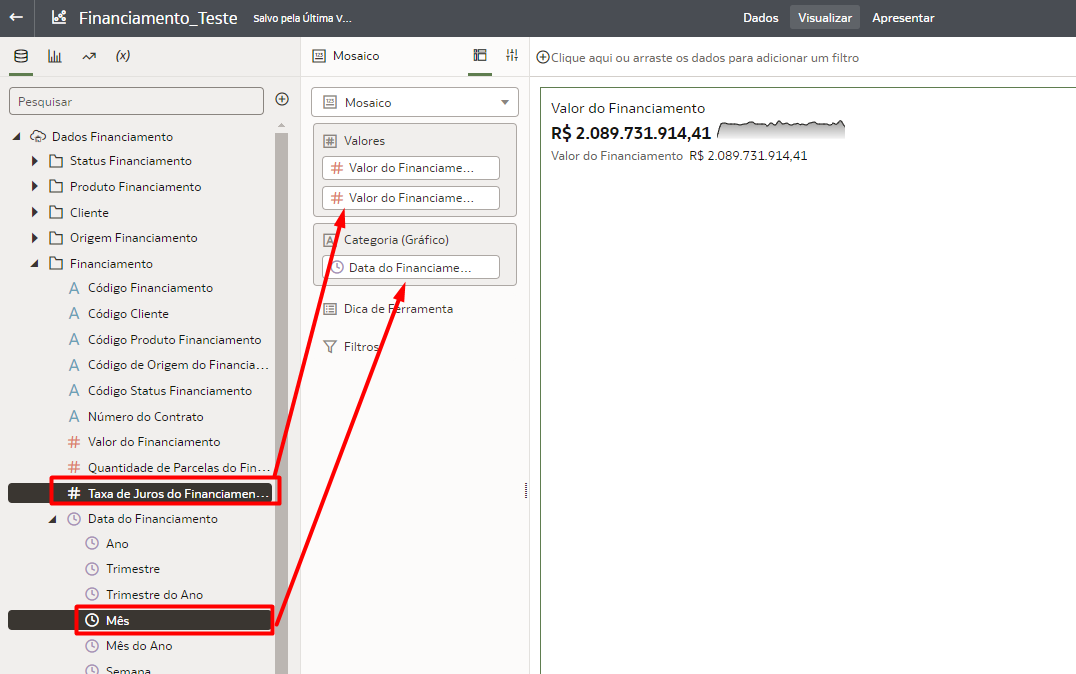 Financiamento_Teste
Salvo pela Última V...
Dados
Visualizar
Apresentar
(x)
Pesquisar
Dados Financiamento
Status Financiamento
Produto Financiamento
Cliente
Origem Financiamento
Financiamento
A Código Financiamento
A Código Cliente
A Código Produto Financiamento
A Código de Origem do Financia...
A Código Status Financiamento
A Número do Contrato
# Valor do Financiamento
# Quantidade de Parcelas do Fin...
# Taxa de Juros do Financiamen...
Data do Financiamento
Ano
Trimestre
Trimestre do Ano
Mês
Mês do Ano
Semana
Mosaico
Mosaico
# Valores
# Valor do Financiame...
# Valor do Financiame...
A Categoria (Gráfico)
Data do Financiame...
Dica de Ferramenta
Filtros
Clique aqui ou arraste os dados para adicionar um filtro
Valor do Financiamento
R$ 2.089.731.914,41
Valor do Financiamento R$ 2.089.731.914,41